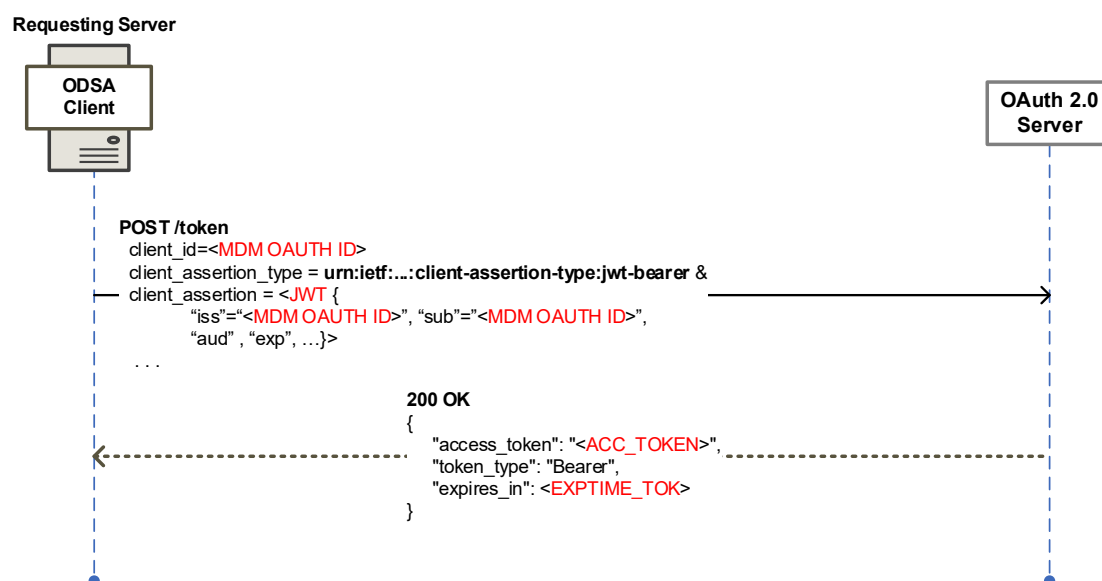 Requesting Server
ODSA
Client
OAuth 2.0
Server
POST /token
client_id=<MDM OAUTH ID>
client_assertion_type = urn:ietf:...:client-assertion-type:jwt-bearer &
client_assertion = <JWT {
“iss”=“<MDM OAUTH ID>”, “sub”=”<MDM OAUTH ID>”,
“aud” , “exp”, …}>
. . .
200 OK
{
"access_token": "<ACC_TOKEN>",
"token_type": "Bearer",
"expires_in": <EXPTIME_TOK>
}